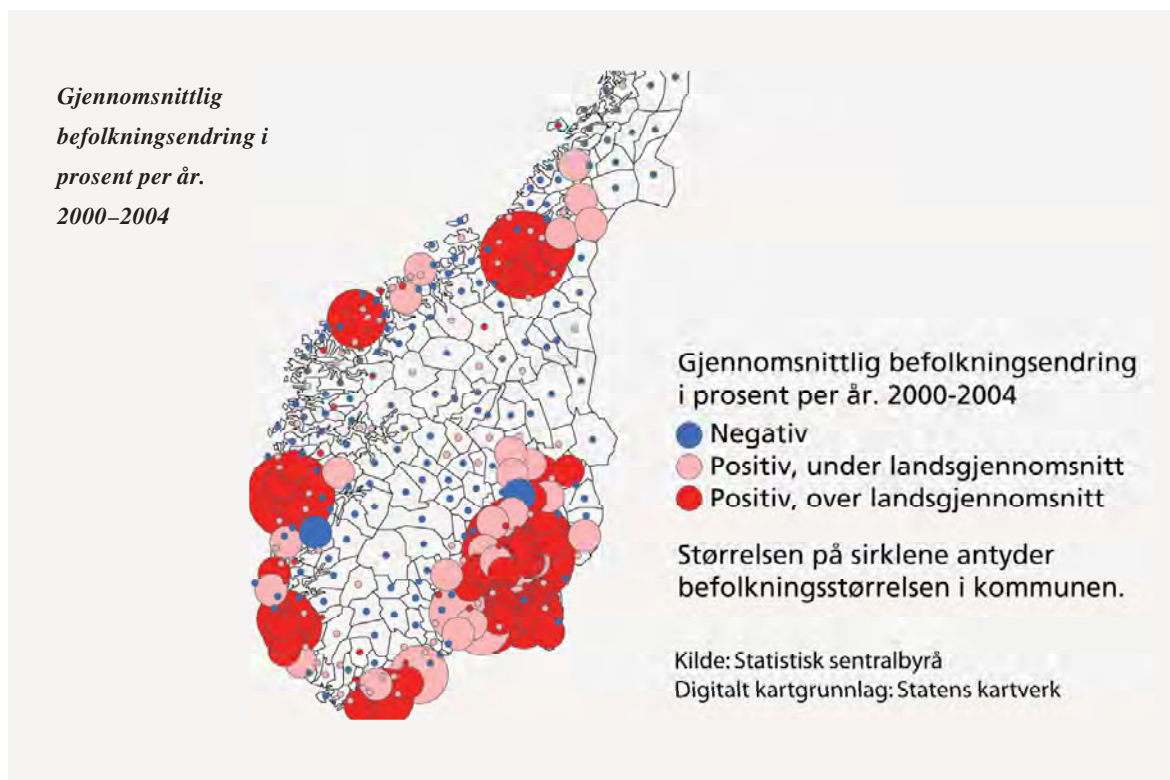 Gjennomsnittlig
befolkningsendring i
prosent per år.
2000–2004
Gjennomsnittlig befolkningsendring
i prosent per år. 2000-2004
Negativ
Positiv, under landsgjennomsnitt
Positiv, over landsgjennomsnitt
Størrelsen på sirklene antyder
befolkningsstørrelsen i kommunen.
Kilde: Statistisk sentralbyrå
Digitalt kartgrunnlag: Statens kartverk